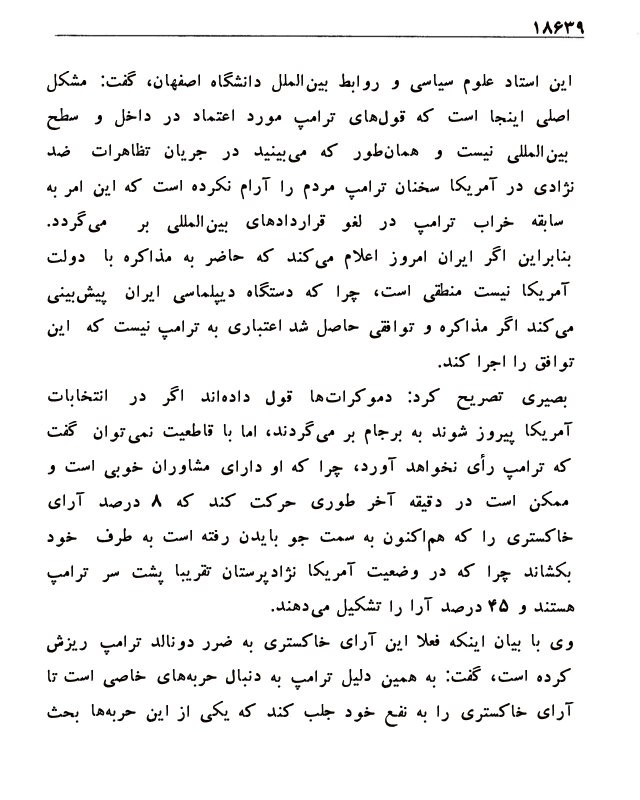 ۱۸۶۳۹
این استاد علوم سیاسی و روابط بین‌الملل دانشگاه اصفهان، گفت: مشکل
اصلی اینجا است که قول‌های ترامپ مورد اعتماد در داخل و سطح
بین‌المللی نیست و همان‌طور که می‌بینید در جریان تظاهرات ضد
نژادی در آمریکا سخنان ترامپ مردم را آرام نکرده است که این امر به
سابقه خراب ترامپ در لغو قراردادهای بین‌المللی بر می‌گردد.
بنابراین اگر ایران امروز اعلام می‌کند که حاضر به مذاکره با دولت
آمریکا نیست منطقی است، چرا که دستگاه دیپلماسی ایران پیش‌بینی
می‌کند اگر مذاکره و توافقی حاصل شد اعتباری به ترامپ نیست که این
توافق را اجرا کند.
بصیری تصریح کرد: دموکرات‌ها قول داده‌اند اگر در انتخابات
آمریکا پیروز شوند به برجام بر می‌گردند، اما با قاطعیت نمی‌توان گفت
که ترامپ رأی نخواهد آورد، چرا که او دارای مشاوران خوبی است و
ممکن است در دقیقه آخر طوری حرکت کند که ۸ درصد آرای
خاکستری را که هم‌اکنون به سمت جو بایدن رفته است به طرف خود
بکشاند چرا که در وضعیت آمریکا نژادپرستان تقریبا پشت سر ترامپ
هستند و ۴۵ درصد آرا را تشکیل می‌دهند.
وی با بیان اینکه فعلا این آرای خاکستری به ضرر دونالد ترامپ ریزش
کرده است، گفت: به همین دلیل ترامپ به دنبال حربه‌های خاصی است تا
آرای خاکستری را به نفع خود جلب کند که یکی از این حربه‌ها بحث